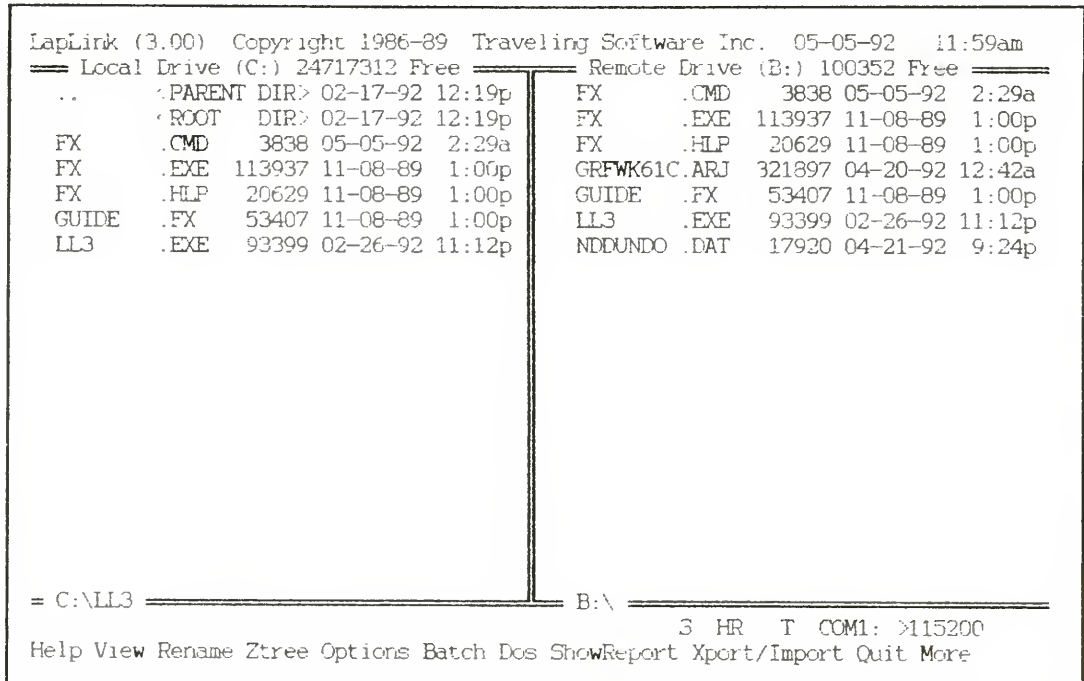 LapLink (3.00) Copyright 1986-89 Traveling Software Inc. 05-05-92 11:59am
Local Drive (C:) 24717312 Free Remote Drive (B:) 100352 Free
.. <PARENT DIR> 02-17-92 12:19p FX .CMD 3838 05-05-92 2:29a
<ROOT DIR> 02-17-92 12:19p FX .EXE 113937 11-08-89 1:00p
FX .CMD 3838 05-05-92 2:29a FX .HLP 20629 11-08-89 1:00p
FX .EXE 113937 11-08-89 1:00p GRFWK61C.ARJ 321897 04-20-92 12:42a
FX .HLP 20629 11-08-89 1:00p GUIDE .FX 53407 11-08-89 1:00p
GUIDE .FX 53407 11-08-89 1:00p LL3 .EXE 93399 02-26-92 11:12p
LL3 .EXE 93399 02-26-92 11:12p NDDUNDO .DAT 17920 04-21-92 9:24p
= C:\LL3 B:\
3 HR T COM1: >115200
Help View Rename Ztree Options Batch Dos ShowReport Xport/Import Quit More